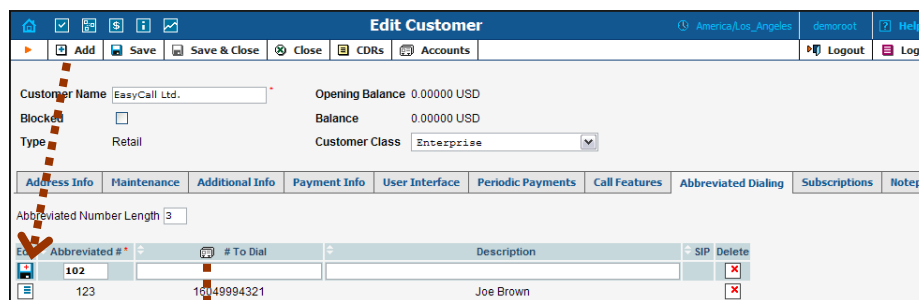 Edit Customer America/Los_Angeles demoroot Help
Add Save Save & Close Close CDRs Accounts Logout Log
Customer Name EasyCall Ltd. * Opening Balance 0.00000 USD
Blocked Balance 0.00000 USD
Type Retail Customer Class Enterprise
Address Info Maintenance Additional Info Payment Info User Interface Periodic Payments Call Features Abbreviated Dialing Subscriptions Notep
Abbreviated Number Length 3
Abbreviated # * # To Dial Description SIP Delete
102
123 16049994321 Joe Brown